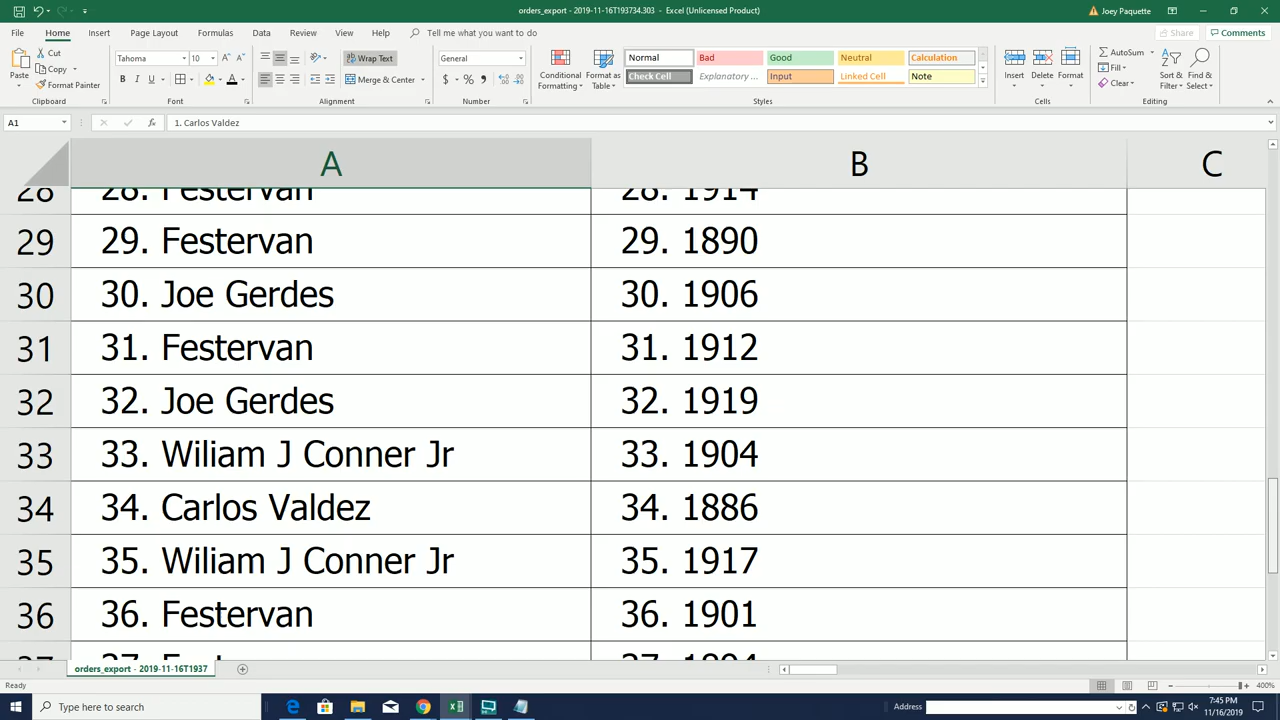 orders_export - 2019-11-16T193734.303 - Excel (Unlicensed Product)
Joey Paquette
File Home Insert Page Layout Formulas Data Review View Help Tell me what you want to do
Share Comments
Paste
Cut
Copy
Format Painter
Clipboard
Tahoma 10
B I U
A
Font
Wrap Text
Merge & Center
Alignment
General
$ % ,
Number
Conditional Formatting
Format as Table
Normal Bad Good Neutral Calculation
Check Cell Explanatory ... Input Linked Cell Note
Styles
Insert Delete Format
Cells
AutoSum
Fill
Clear
Sort & Filter
Find & Select
Editing
A1 fx 1. Carlos Valdez
A B C
28 28. Festervan 28. 1914
29 29. Festervan 29. 1890
30 30. Joe Gerdes 30. 1906
31 31. Festervan 31. 1912
32 32. Joe Gerdes 32. 1919
33 33. Wiliam J Conner Jr 33. 1904
34 34. Carlos Valdez 34. 1886
35 35. Wiliam J Conner Jr 35. 1917
36 36. Festervan 36. 1901
orders_export - 2019-11-16T1937
Ready
400%
Type here to search
Address
7:45 PM
11/16/2019